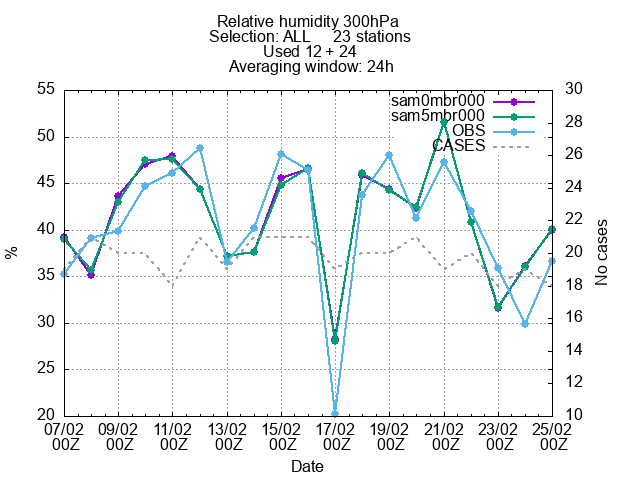 Relative humidity 300hPa
Selection: ALL 23 stations
Used 12 + 24
Averaging window: 24h
sam0mbr000
sam5mbr000
OBS
CASES
55
50
45
40
35
30
25
20
%
30
28
26
24
22
20
18
16
14
12
10
No cases
07/02 09/02 11/02 13/02 15/02 17/02 19/02 21/02 23/02 25/02
00Z 00Z 00Z 00Z 00Z 00Z 00Z 00Z 00Z 00Z
Date